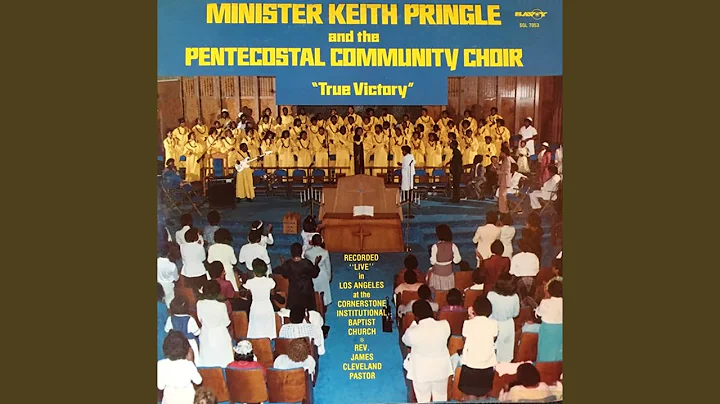 MINISTER KEITH PRINGLE
and the
PENTECOSTAL COMMUNITY CHOIR
"True Victory"
SAVOY
SGL 7053
RECORDED
"LIVE"
in
LOS ANGELES
at the
CORNERSTONE
INSTITUTIONAL
BAPTIST
CHURCH
REV.
JAMES
CLEVELAND
PASTOR